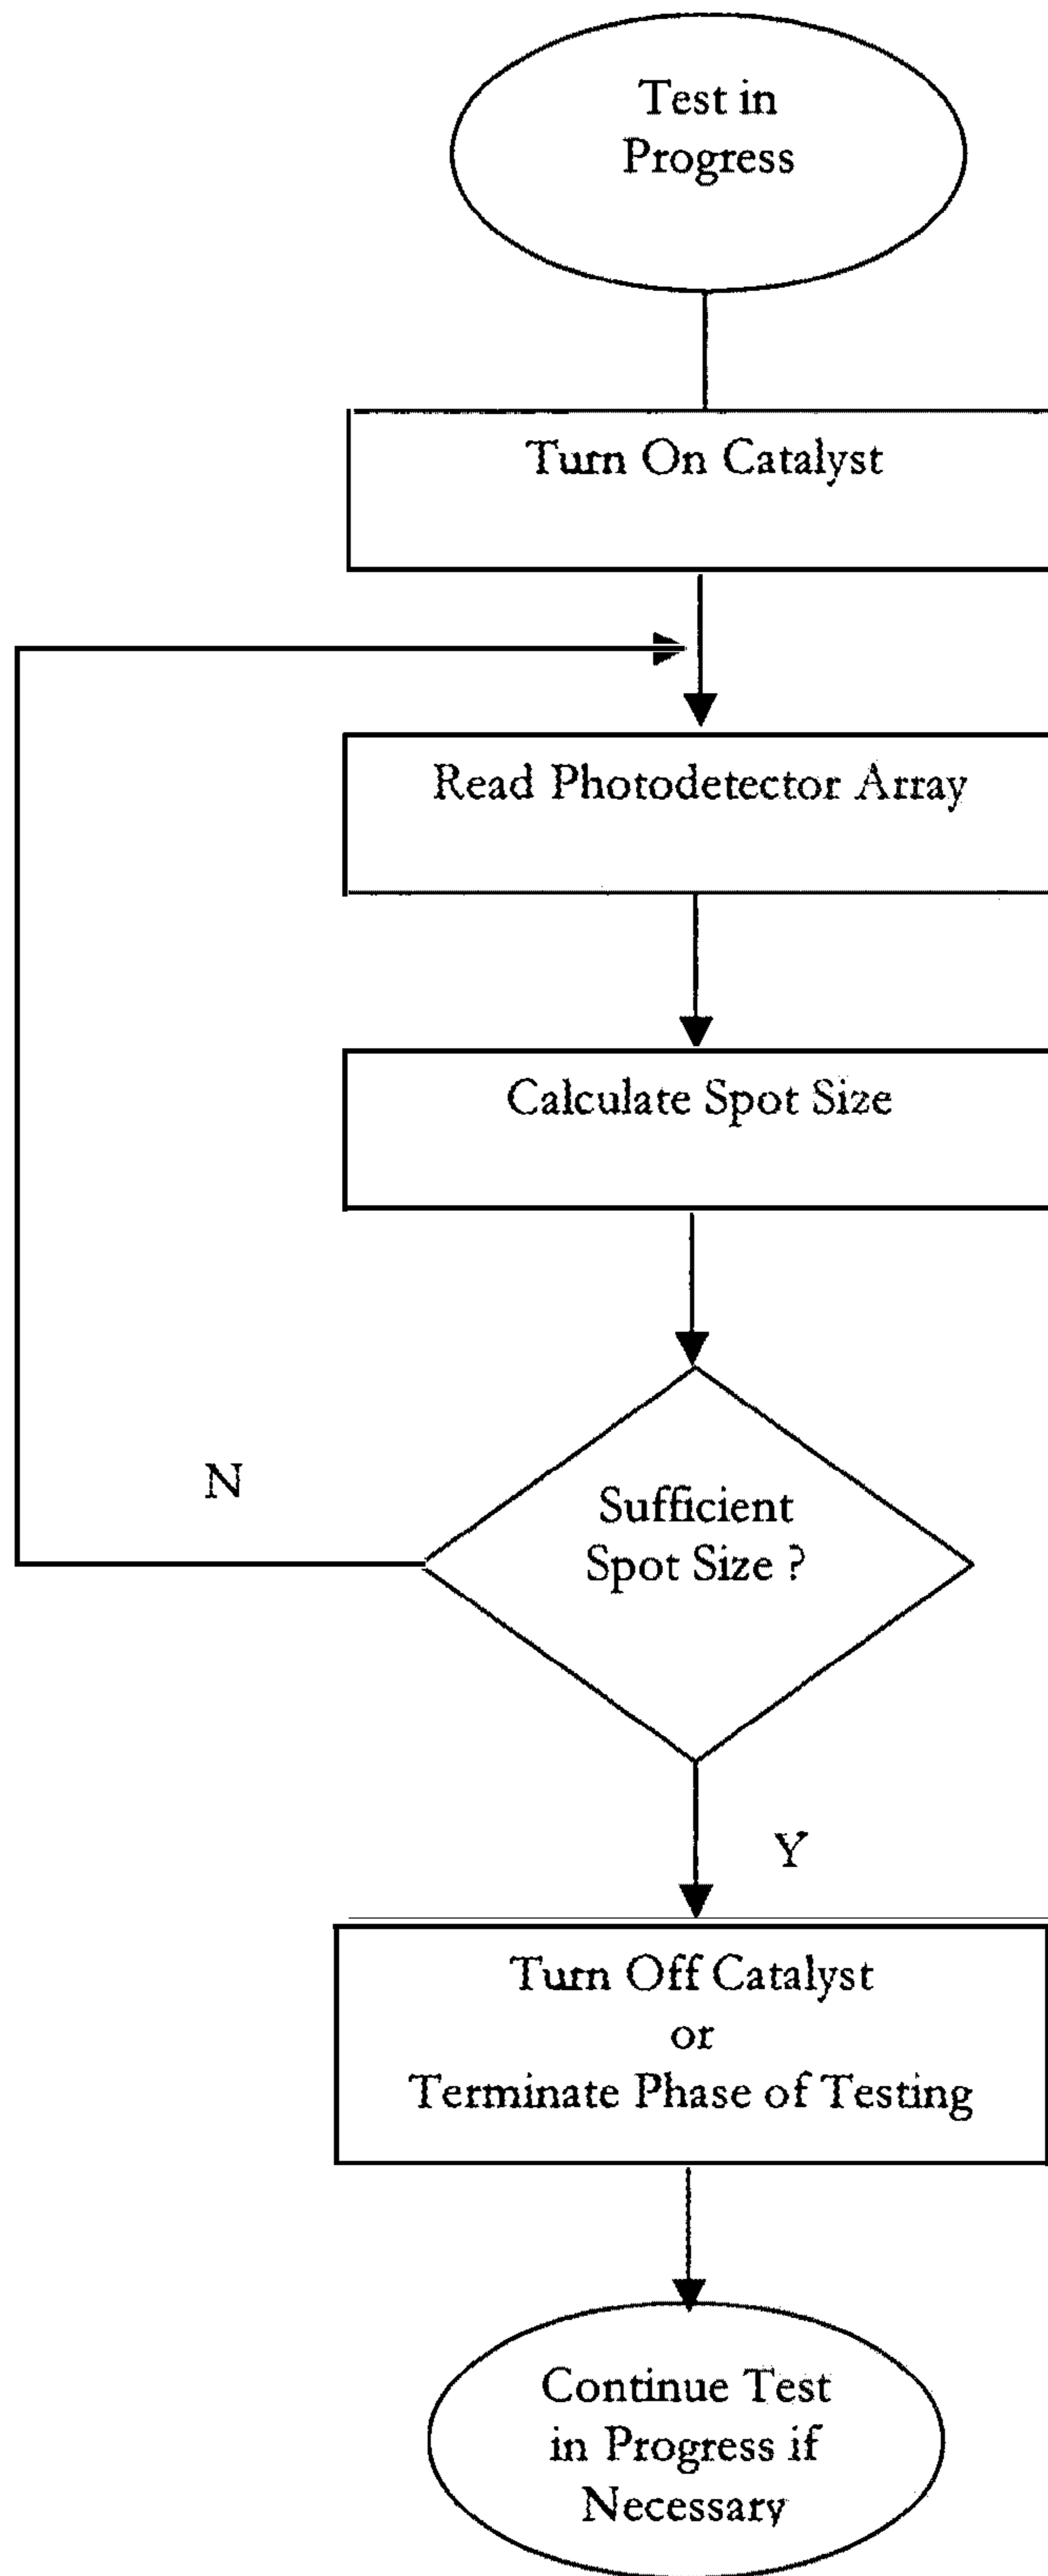 Test in
Progress
Turn On Catalyst
Read Photodetector Array
Calculate Spot Size
N
Sufficient
Spot Size ?
Y
Turn Off Catalyst
or
Terminate Phase of Testing
Continue Test
in Progress if
Necessary